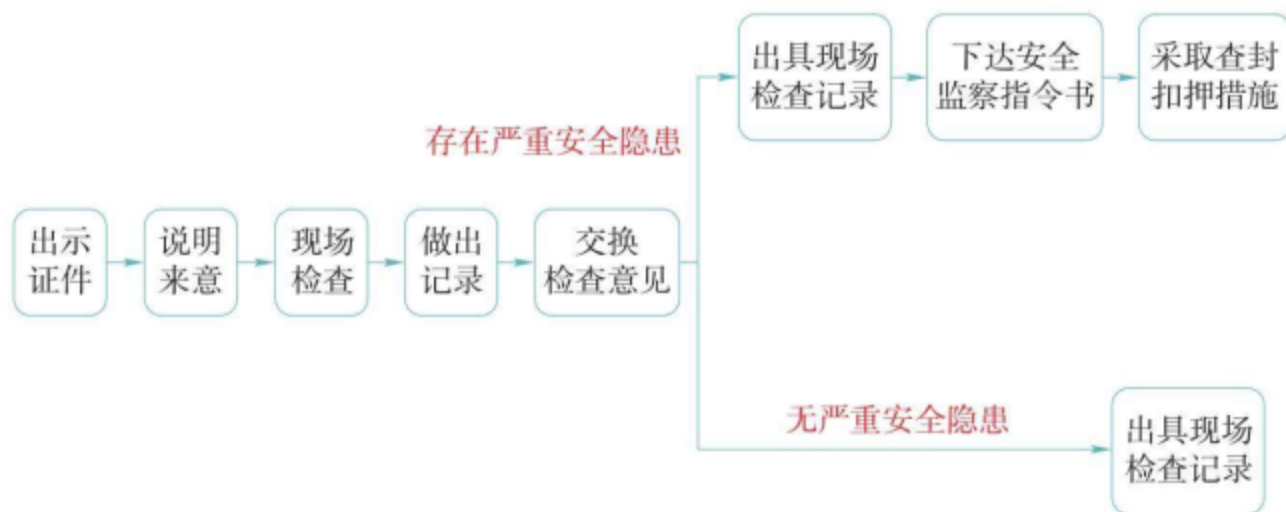 出具现场
检查记录
下达安全
监察指令书
采取查封
扣押措施
存在严重安全隐患
出示
证件
说明
来意
现场
检查
做出
记录
交换
检查意见
无严重安全隐患
出具现场
检查记录